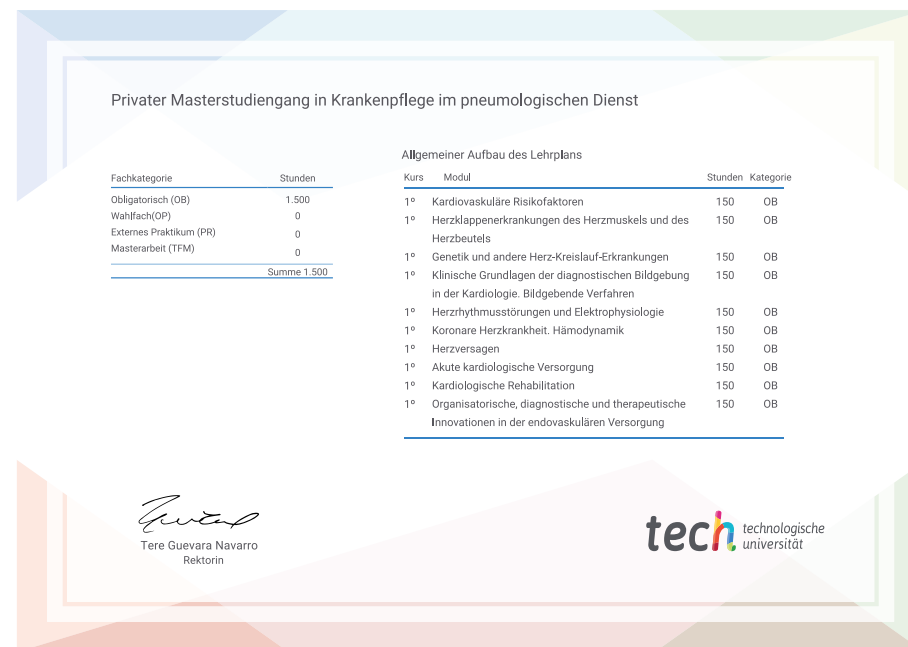 Privater Masterstudiengang in Krankenpflege im pneumologischen Dienst
Fachkategorie Stunden
Obligatorisch (OB) 1.500
Wahlfach(OP) 0
Externes Praktikum (PR) 0
Masterarbeit (TFM) 0
Summe 1.500
Allgemeiner Aufbau des Lehrplans
Kurs Modul Stunden Kategorie
1º Kardiovaskuläre Risikofaktoren 150 OB
1º Herzklappenerkrankungen des Herzmuskels und des 150 OB
Herzbeutels
1º Genetik und andere Herz-Kreislauf-Erkrankungen 150 OB
1º Klinische Grundlagen der diagnostischen Bildgebung 150 OB
in der Kardiologie. Bildgebende Verfahren
1º Herzrhythmusstörungen und Elektrophysiologie 150 OB
1º Koronare Herzkrankheit. Hämodynamik 150 OB
1º Herzversagen 150 OB
1º Akute kardiologische Versorgung 150 OB
1º Kardiologische Rehabilitation 150 OB
1º Organisatorische, diagnostische und therapeutische 150 OB
Innovationen in der endovaskulären Versorgung
Tere Guevara Navarro
Rektorin
tech technologische
universität